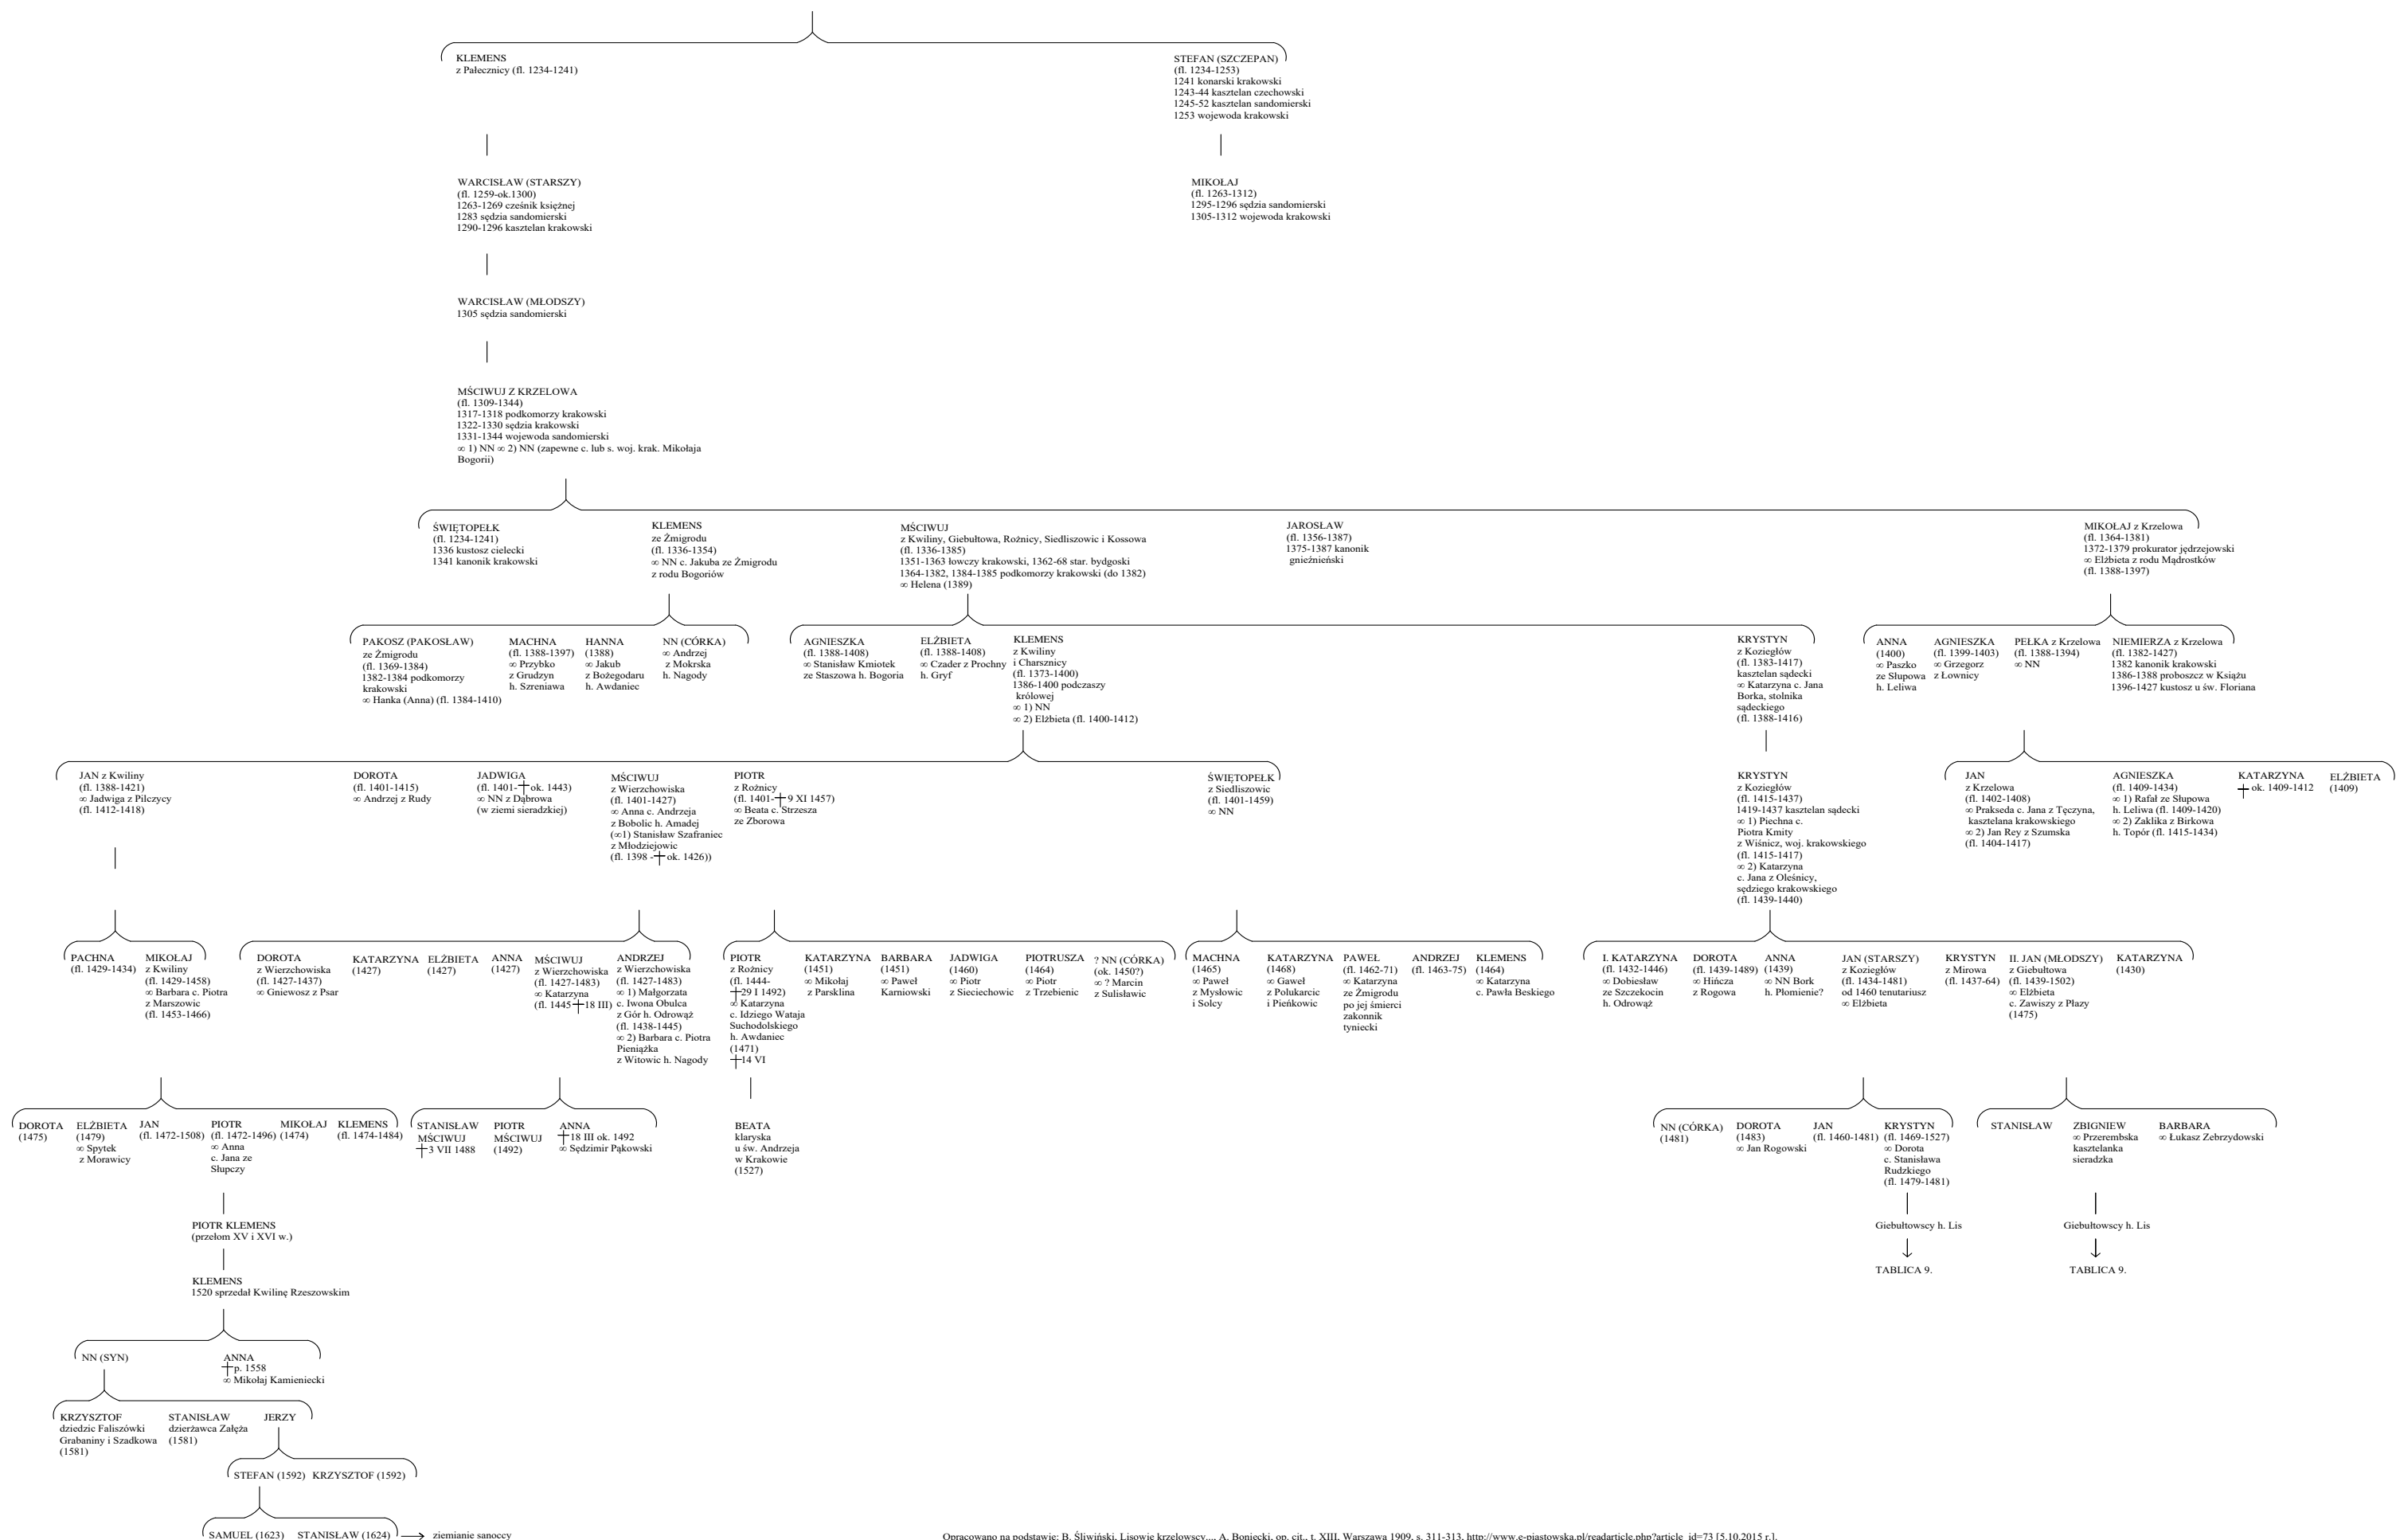 KLEMENS
z Pałecznicy (fl. 1234-1241)
STEFAN (SZCZEPAN)
(fl. 1234-1253)
1241 konarski krakowski
1243-44 kasztelan czechowski
1245-52 kasztelan sandomierski
1253 wojewoda krakowski
WARCISŁAW (STARSZY)
(fl. 1259-ok.1300)
1263-1269 cześnik księżnej
1283 sędzia sandomierski
1290-1296 kasztelan krakowski
MIKOŁAJ
(fl. 1263-1312)
1295-1296 sędzia sandomierski
1305-1312 wojewoda krakowski
WARCISŁAW (MŁODSZY)
1305 sędzia sandomierski
MŚCIWUJ Z KRZELOWA
(fl. 1309-1344)
1317-1318 podkomorzy krakowski
1322-1330 sędzia krakowski
1331-1344 wojewoda sandomierski
∞ 1) NN ∞ 2) NN (zapewne c. lub s. woj. krak. Mikołaja
Bogorii)
ŚWIĘTOPEŁK
(fl. 1234-1241)
1336 kustosz cielecki
1341 kanonik krakowski
KLEMENS
ze Żmigrodu
(fl. 1336-1354)
∞ NN c. Jakuba ze Żmigrodu
z rodu Bogoriów
MŚCIWUJ
z Kwiliny, Giebułtowa, Rożnicy, Siedliszowic i Kossowa
(fl. 1336-1385)
1351-1363 łowczy krakowski, 1362-68 star. bydgoski
1364-1382, 1384-1385 podkomorzy krakowski (do 1382)
∞ Helena (1389)
JAROSŁAW
(fl. 1356-1387)
1375-1387 kanonik
gnieźnieński
MIKOŁAJ z Krzelowa
(fl. 1364-1381)
1372-1379 prokurator jędrzejowski
∞ Elżbieta z rodu Mądrostków
(fl. 1388-1397)
PAKOSZ (PAKOSŁAW)
ze Żmigrodu
(fl. 1369-1384)
1382-1384 podkomorzy
krakowski
∞ Hanka (Anna) (fl. 1384-1410)
MACHNA
(fl. 1388-1397)
∞ Przybko
z Grudzyn
h. Szreniawa
HANNA
(1388)
∞ Jakub
z Bożegodaru
h. Awdaniec
NN (CÓRKA)
∞ Andrzej
z Mokrska
h. Nagody
AGNIESZKA
(fl. 1388-1408)
∞ Stanisław Kmiotek
ze Staszowa h. Bogoria
ELŻBIETA
(fl. 1388-1408)
∞ Czader z Prochny
h. Gryf
KLEMENS
z Kwiliny
i Charsznicy
(fl. 1373-1400)
1386-1400 podczaszy
królowej
∞ 1) NN
∞ 2) Elżbieta (fl. 1400-1412)
KRYSTYN
z Koziegłów
(fl. 1383-1417)
kasztelan sądecki
∞ Katarzyna c. Jana
Borka, stolnika
sądeckiego
(fl. 1388-1416)
ANNA
(1400)
∞ Paszko
ze Słupowa
h. Leliwa
AGNIESZKA
(fl. 1399-1403)
∞ Grzegorz
z Łownicy
PEŁKA z Krzelowa
(fl. 1388-1394)
∞ NN
NIEMIERZA z Krzelowa
(fl. 1382-1427)
1382 kanonik krakowski
1386-1388 proboszcz w Książu
1396-1427 kustosz u św. Floriana
JAN z Kwiliny
(fl. 1388-1421)
∞ Jadwiga z Pilczycy
(fl. 1412-1418)
DOROTA
(fl. 1401-1415)
∞ Andrzej z Rudy
JADWIGA
(fl. 1401-† ok. 1443)
∞ NN z Dąbrowa
(w ziemi sieradzkiej)
MŚCIWUJ
z Wierzchowiska
(fl. 1401-1427)
∞ Anna c. Andrzeja
z Bobolic h. Amadej
(∞1) Stanisław Szafraniec
z Młodziejowic
(fl. 1398 -† ok. 1426))
PIOTR
z Rożnicy
(fl. 1401-† 9 XI 1457)
∞ Beata c. Strzesza
ze Zborowa
ŚWIĘTOPEŁK
z Siedliszowic
(fl. 1401-1459)
∞ NN
KRYSTYN
z Koziegłów
(fl. 1415-1437)
1419-1437 kasztelan sądecki
∞ 1) Piechna c.
Piotra Kmity
z Wiśnicz, woj. krakowskiego
(fl. 1415-1417)
∞ 2) Katarzyna
c. Jana z Oleśnicy,
sędziego krakowskiego
(fl. 1439-1440)
JAN
z Krzelowa
(fl. 1402-1408)
∞ Prakseda c. Jana z Tęczyna,
kasztelana krakowskiego
∞ 2) Jan Rey z Szumska
(fl. 1404-1417)
AGNIESZKA
(fl. 1409-1434)
∞ 1) Rafał ze Słupowa
h. Leliwa (fl. 1409-1420)
∞ 2) Zaklika z Birkowa
h. Topór (fl. 1415-1434)
KATARZYNA
† ok. 1409-1412
ELŻBIETA
(1409)
PACHNA
(fl. 1429-1434)
MIKOŁAJ
z Kwiliny
(fl. 1429-1458)
∞ Barbara c. Piotra
z Marszowic
(fl. 1453-1466)
DOROTA
z Wierzchowiska
(fl. 1427-1437)
∞ Gniewosz z Psar
KATARZYNA
(1427)
ELŻBIETA
(1427)
ANNA
(1427)
MŚCIWUJ
z Wierzchowiska
(fl. 1427-1483)
∞ Katarzyna
(fl. 1445†18 III)
ANDRZEJ
z Wierzchowiska
(fl. 1427-1483)
∞ 1) Małgorzata
c. Iwona Obulca
z Gór h. Odrowąż
(fl. 1438-1445)
∞ 2) Barbara c. Piotra
Pieniążka
z Witowic h. Nagody
PIOTR
z Rożnicy
(fl. 1444-
†29 I 1492)
∞ Katarzyna
c. Idziego Wataja
Suchodolskiego
h. Awdaniec
(1471)
†14 VI
KATARZYNA
(1451)
∞ Mikołaj
z Parsklina
BARBARA
(1451)
∞ Paweł
Karniowski
JADWIGA
(1460)
∞ Piotr
z Sieciechowic
PIOTRUSZA
(1464)
∞ Piotr
z Trzebienic
? NN (CÓRKA)
(ok. 1450?)
∞ ? Marcin
z Sulisławic
MACHNA
(1465)
∞ Paweł
z Mysłowic
i Solcy
KATARZYNA
(1468)
∞ Gaweł
z Polukarcic
i Pieńkowic
PAWEŁ
(fl. 1462-71)
∞ Katarzyna
ze Żmigrodu
po jej śmierci
zakonnik
tyniecki
ANDRZEJ
(fl. 1463-75)
KLEMENS
(1464)
∞ Katarzyna
c. Pawła Beskiego
I. KATARZYNA
(fl. 1432-1446)
∞ Dobiesław
ze Szczekocin
h. Odrowąż
DOROTA
(fl. 1439-1489)
∞ Hińcza
z Rogowa
ANNA
(1439)
∞ NN Bork
h. Płomienie?
JAN (STARSZY)
z Koziegłów
(fl. 1434-1481)
od 1460 tenutariusz
∞ Elżbieta
KRYSTYN
z Mirowa
(fl. 1437-64)
II. JAN (MŁODSZY)
z Giebułtowa
(fl. 1439-1502)
∞ Elżbieta
c. Zawiszy z Płazy
(1475)
KATARZYNA
(1430)
DOROTA
(1475)
ELŻBIETA
(1479)
∞ Spytek
z Morawicy
JAN
(fl. 1472-1508)
PIOTR
(fl. 1472-1496)
∞ Anna
c. Jana ze
Słupczy
MIKOŁAJ
(1474)
KLEMENS
(fl. 1474-1484)
STANISŁAW
MŚCIWUJ
†3 VII 1488
PIOTR
MŚCIWUJ
(1492)
ANNA
†18 III ok. 1492
∞ Sędzimir Pąkowski
BEATA
klaryska
u św. Andrzeja
w Krakowie
(1527)
NN (CÓRKA)
(1481)
DOROTA
(1483)
∞ Jan Rogowski
JAN
(fl. 1460-1481)
KRYSTYN
(fl. 1469-1527)
∞ Dorota
c. Stanisława
Rudzkiego
(fl. 1479-1481)
STANISŁAW
ZBIGNIEW
∞ Przerembska
kasztelanka
sieradzka
BARBARA
∞ Łukasz Zebrzydowski
PIOTR KLEMENS
(przełom XV i XVI w.)
Giebułtowscy h. Lis
Giebułtowscy h. Lis
TABLICA 9.
TABLICA 9.
KLEMENS
1520 sprzedał Kwilinę Rzeszowskim
NN (SYN)
ANNA
†p. 1558
∞ Mikołaj Kamieniecki
KRZYSZTOF
dziedzic Faliszówki
Grabaniny i Szadkowa
(1581)
STANISŁAW
dzierżawca Załęża
(1581)
JERZY
STEFAN (1592) KRZYSZTOF (1592)
SAMUEL (1623) STANISŁAW (1624) → ziemianie sanoccy
Opracowano na podstawie: B. Śliwiński, Lisowie krzelowscy..., A. Boniecki, op. cit., t. XIII, Warszawa 1909, s. 311-313, http://www.e-piastowska.pl/readarticle.php?article_id=73 [5.10.2015 r.].